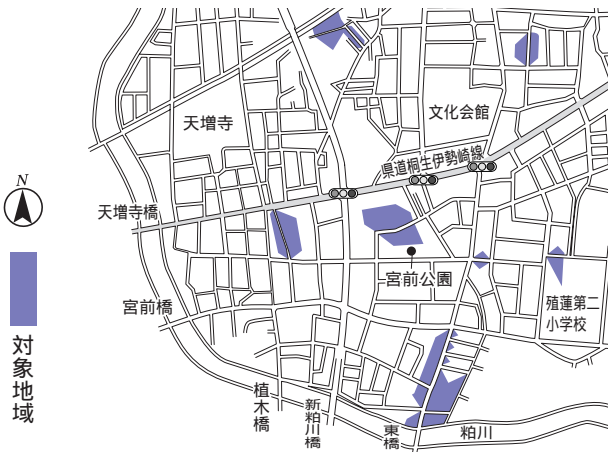 文化会館
天増寺
県道桐生伊勢崎線
N
天増寺橋
宮前公園
宮前橋
殖蓮第二
小学校
対象地域
植木橋
新粕川橋
東橋
粕川